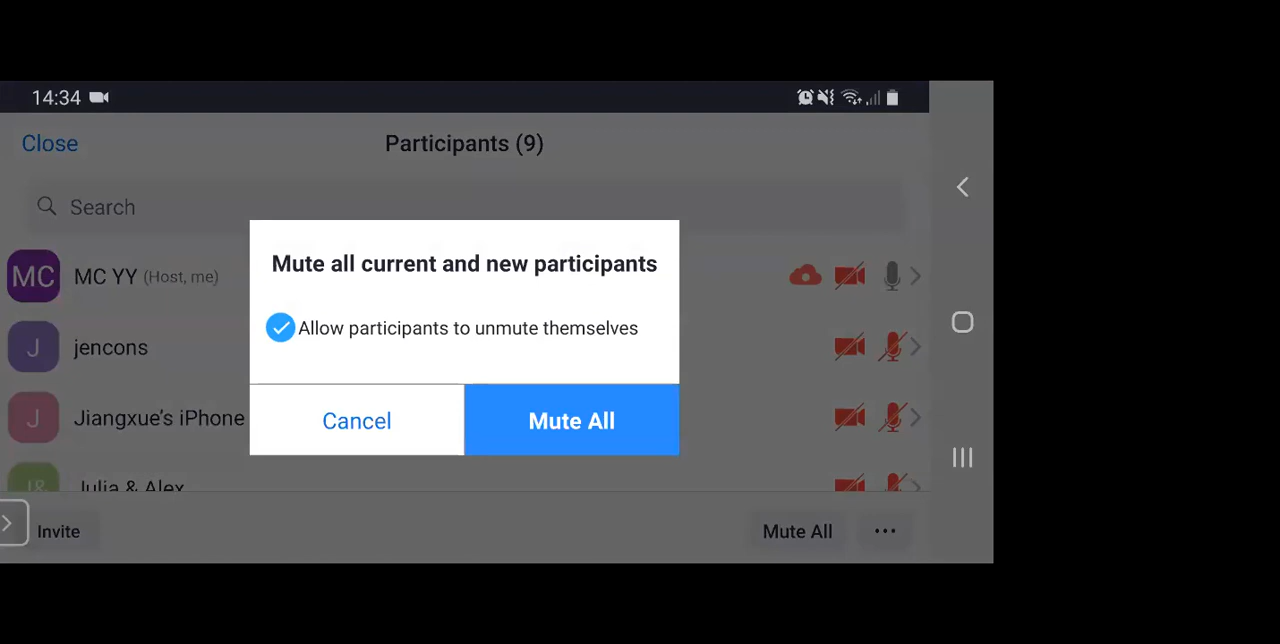 14:34
Close
Participants (9)
Search
Mute all current and new participants
MC
MC YY (Host, me)
Allow participants to unmute themselves
J
jencons
J
Jiangxue's iPhone
Cancel
Mute All
J&
Julia & Alex
Invite
Mute All